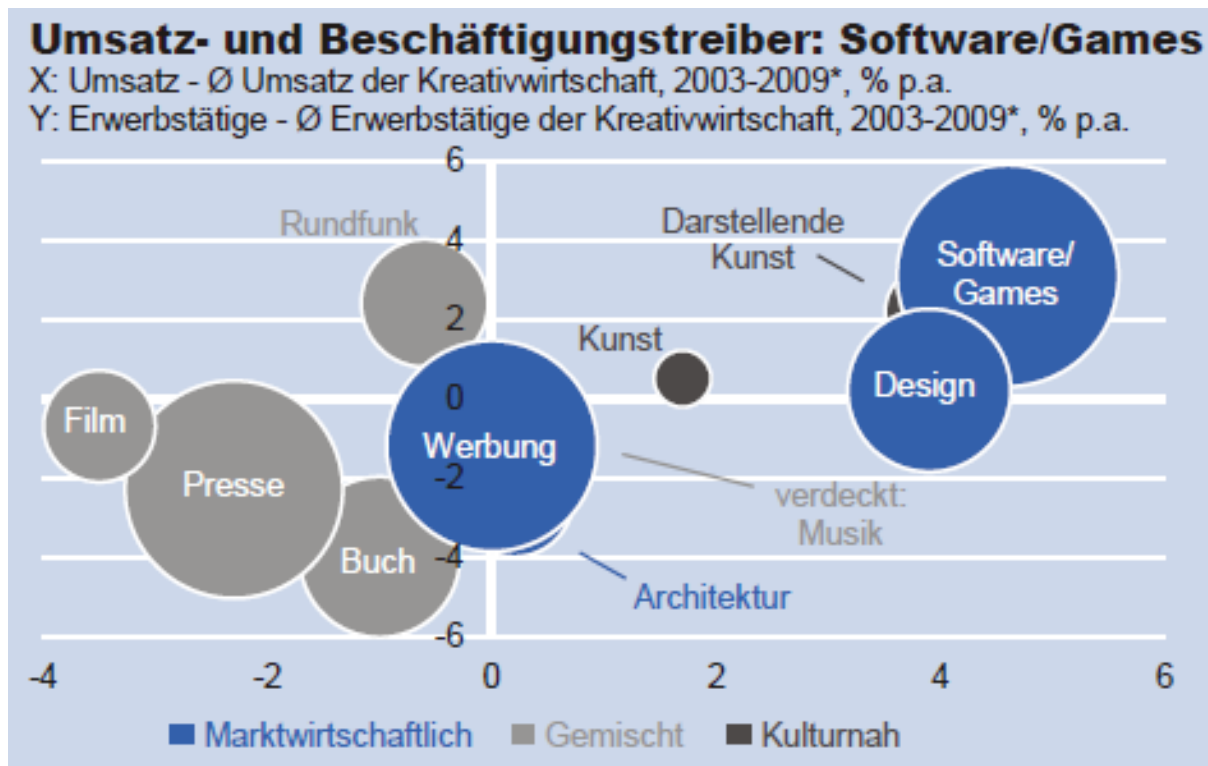 Umsatz- und Beschäftigungstreiber: Software/Games
X: Umsatz - Ø Umsatz der Kreativwirtschaft, 2003-2009*, % p.a.
Y: Erwerbstätige - Ø Erwerbstätige der Kreativwirtschaft, 2003-2009*, % p.a.
6
Rundfunk
Darstellende
Kunst
4
Software/
Games
2
Kunst
0
Design
Film
Werbung
-2
Presse
verdeckt:
Musik
Buch
-4
Architektur
-6
-4 -2 0 2 4 6
Marktwirtschaftlich Gemischt Kulturnah